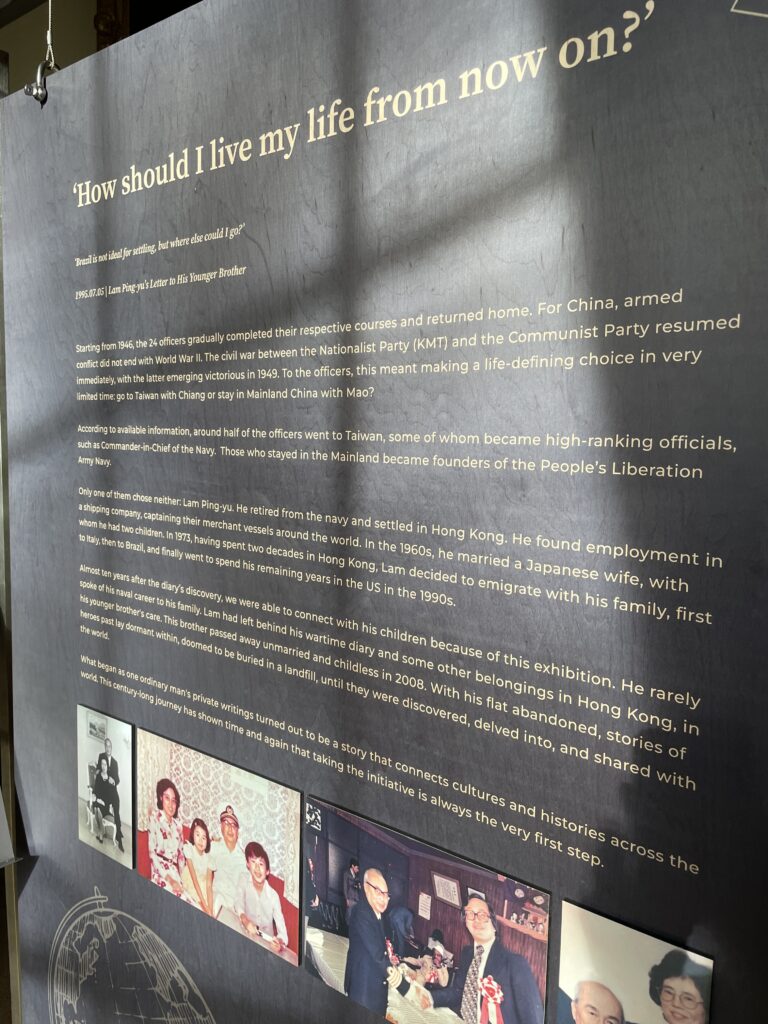 ‘How should I live my life from now on?’
‘Brazil is not ideal for settling, but where else could I go?’
1995.07.05 | Lam Ping-yu’s Letter to His Younger Brother
Starting from 1946, the 24 officers gradually completed their respective courses and returned home. For China, armed
conflict did not end with World War II. The civil war between the Nationalist Party (KMT) and the Communist Party resumed
immediately, with the latter emerging victorious in 1949. To the officers, this meant making a life-defining choice in very
limited time: go to Taiwan with Chiang or stay in Mainland China with Mao?
According to available information, around half of the officers went to Taiwan, some of whom became high-ranking officials,
such as Commander-in-Chief of the Navy. Those who stayed in the Mainland became founders of the People’s Liberation
Army Navy.
Only one of them chose neither: Lam Ping-yu. He retired from the navy and settled in Hong Kong. He found employment in
a shipping company, captaining their merchant vessels around the world. In the 1960s, he married a Japanese wife, with
whom he had two children. In 1973, having spent two decades in Hong Kong, Lam decided to emigrate with his family, first
to Italy, then to Brazil, and finally went to spend his remaining years in the US in the 1990s.
Almost ten years after the diary’s discovery, we were able to connect with his children because of this exhibition. He rarely
spoke of his naval career to his family. Lam had left behind his wartime diary and some other belongings in Hong Kong, in
his younger brother’s care. This brother passed away unmarried and childless in 2008. With his flat abandoned, stories of
heroes past lay dormant within, doomed to be buried in a landfill, until they were discovered, delved into, and shared with
the world.
What began as one ordinary man’s private writings turned out to be a story that connects cultures and histories across the
world. This century-long journey has shown time and again that taking the initiative is always the very first step.